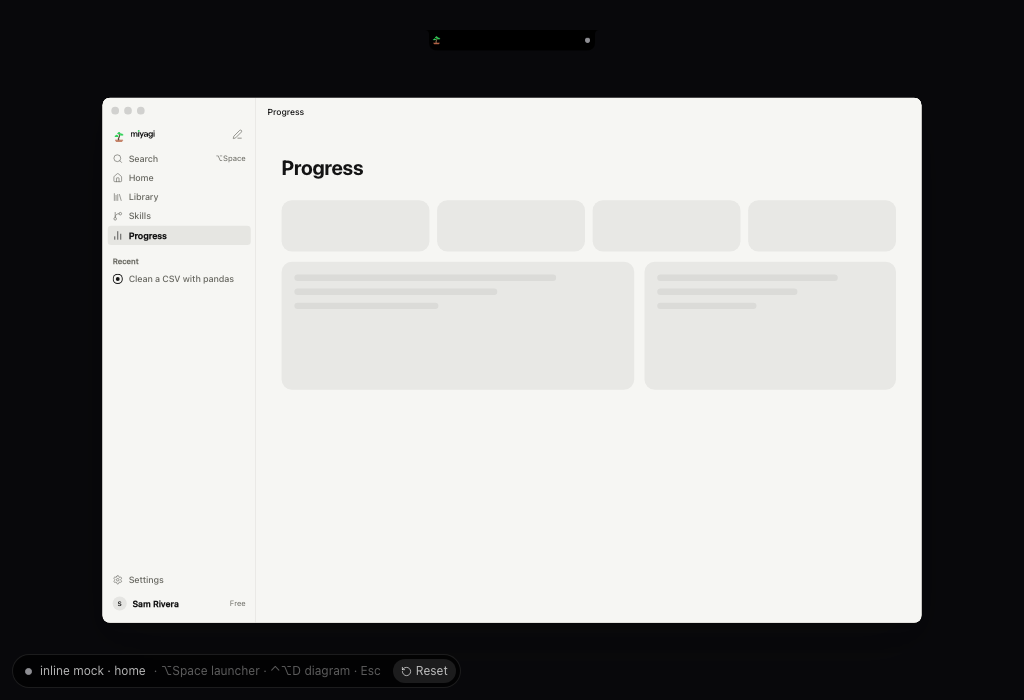 Progress
miyagi
Search ⌥Space
Home
Library
Skills
Progress
Recent
Clean a CSV with pandas
Settings
S Sam Rivera Free
Progress
inline mock · home · ⌥Space launcher · ^⌥D diagram · Esc Reset